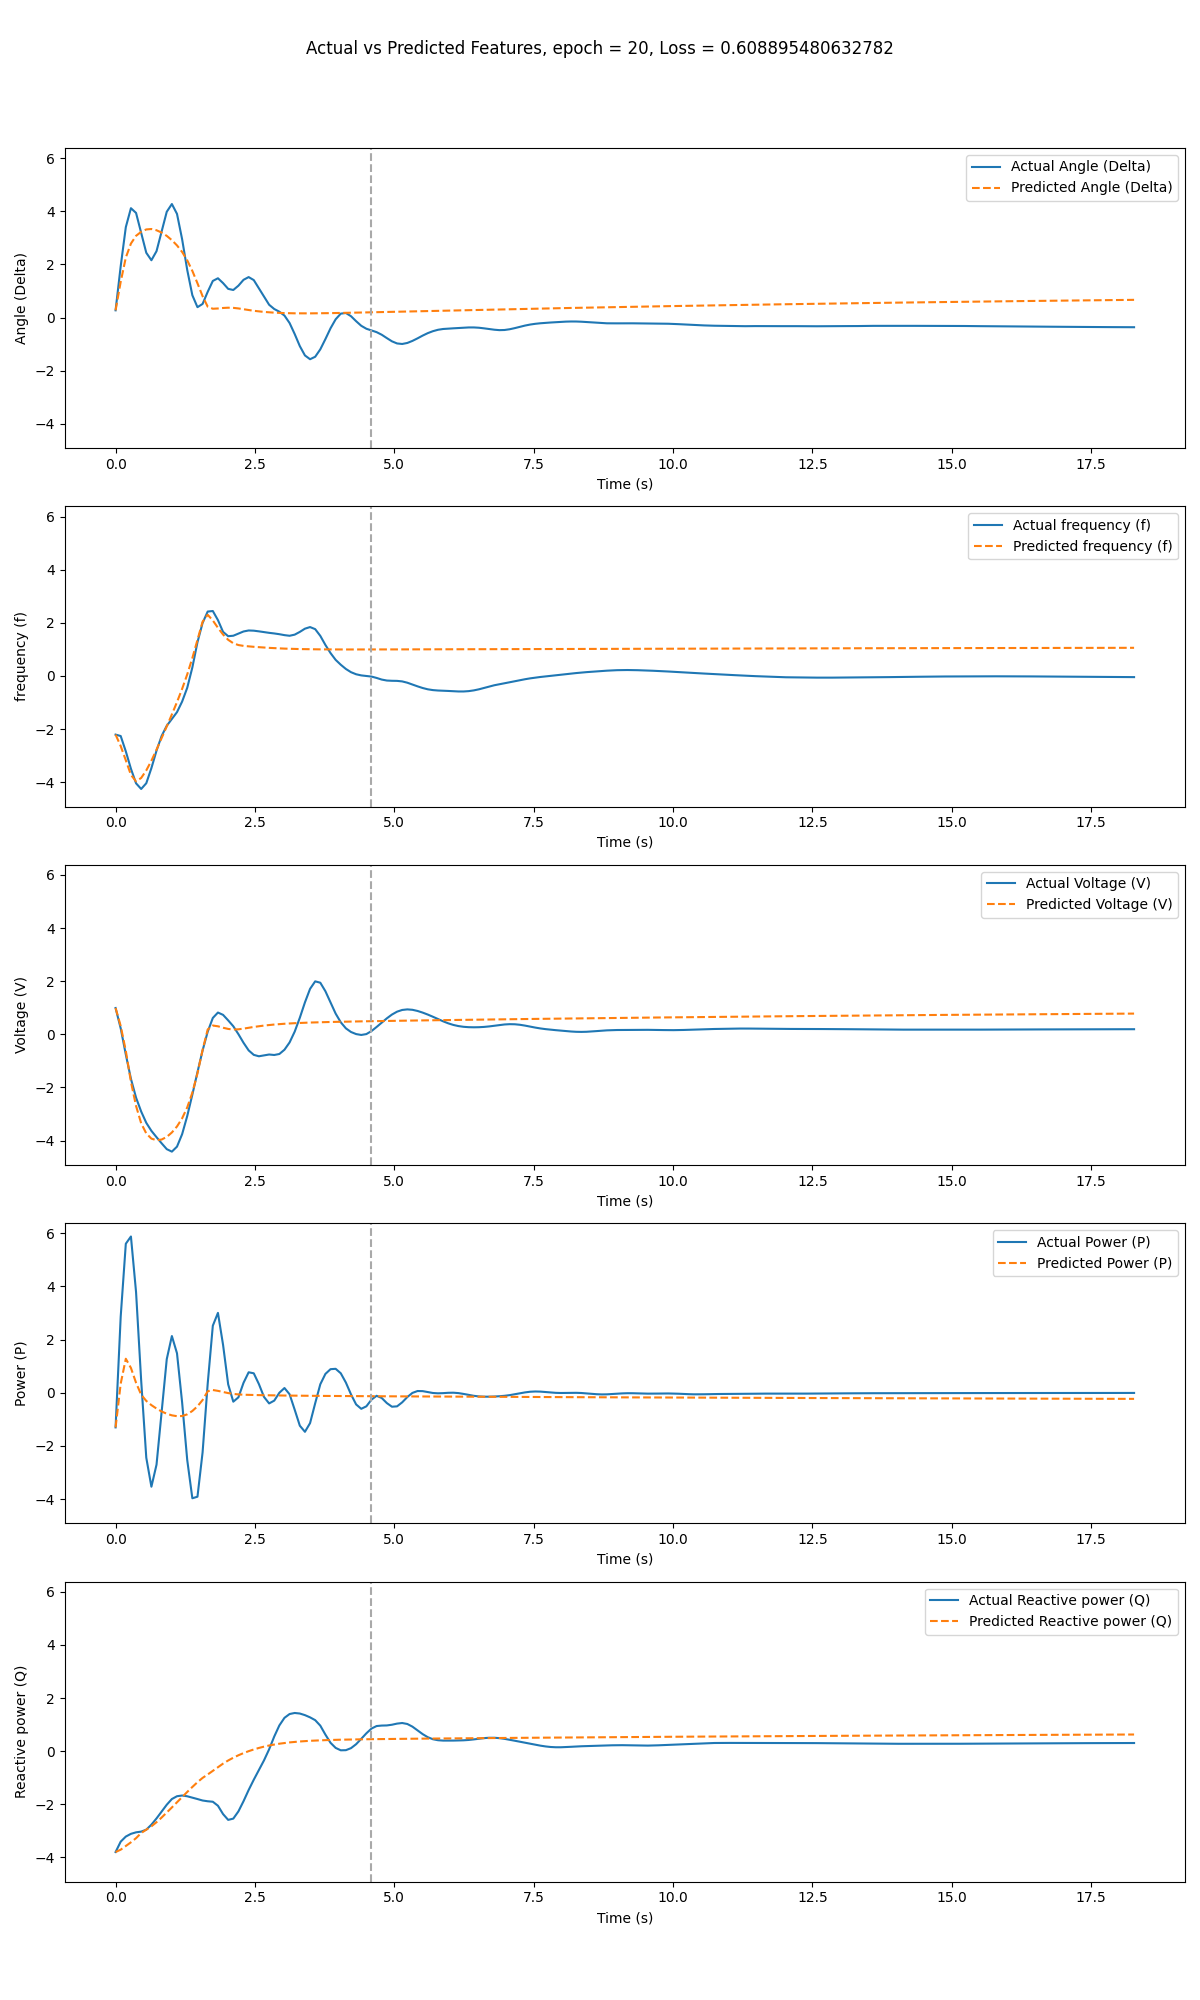 Actual vs Predicted Features, epoch = 20, Loss = 0.608895480632782
Actual Angle (Delta)
Predicted Angle (Delta)
Angle (Delta)
6
4
2
0
−2
−4
0.0 2.5 5.0 7.5 10.0 12.5 15.0 17.5
Time (s)
Actual frequency (f)
Predicted frequency (f)
frequency (f)
6
4
2
0
−2
−4
0.0 2.5 5.0 7.5 10.0 12.5 15.0 17.5
Time (s)
Actual Voltage (V)
Predicted Voltage (V)
Voltage (V)
6
4
2
0
−2
−4
0.0 2.5 5.0 7.5 10.0 12.5 15.0 17.5
Time (s)
Actual Power (P)
Predicted Power (P)
Power (P)
6
4
2
0
−2
−4
0.0 2.5 5.0 7.5 10.0 12.5 15.0 17.5
Time (s)
Actual Reactive power (Q)
Predicted Reactive power (Q)
Reactive power (Q)
6
4
2
0
−2
−4
0.0 2.5 5.0 7.5 10.0 12.5 15.0 17.5
Time (s)